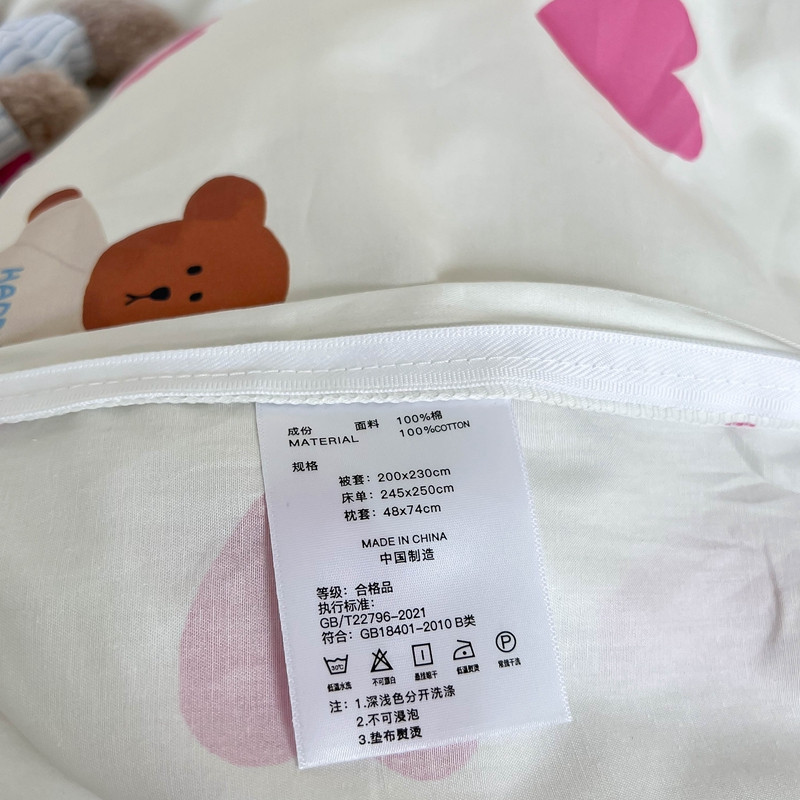 成份 面料 100%棉
MATERIAL 100%COTTON
规格
被套：200x230cm
床单：245x250cm
枕套：48x74cm
MADE IN CHINA
中国制造
等级：合格品
执行标准：
GB/T22796-2021
符合：GB18401-2010 B类
30℃ P
低温水洗 不可漂白 悬挂晾干 低温熨烫 常规干洗
注：1.深浅色分开洗涤
2.不可浸泡
3.垫布熨烫